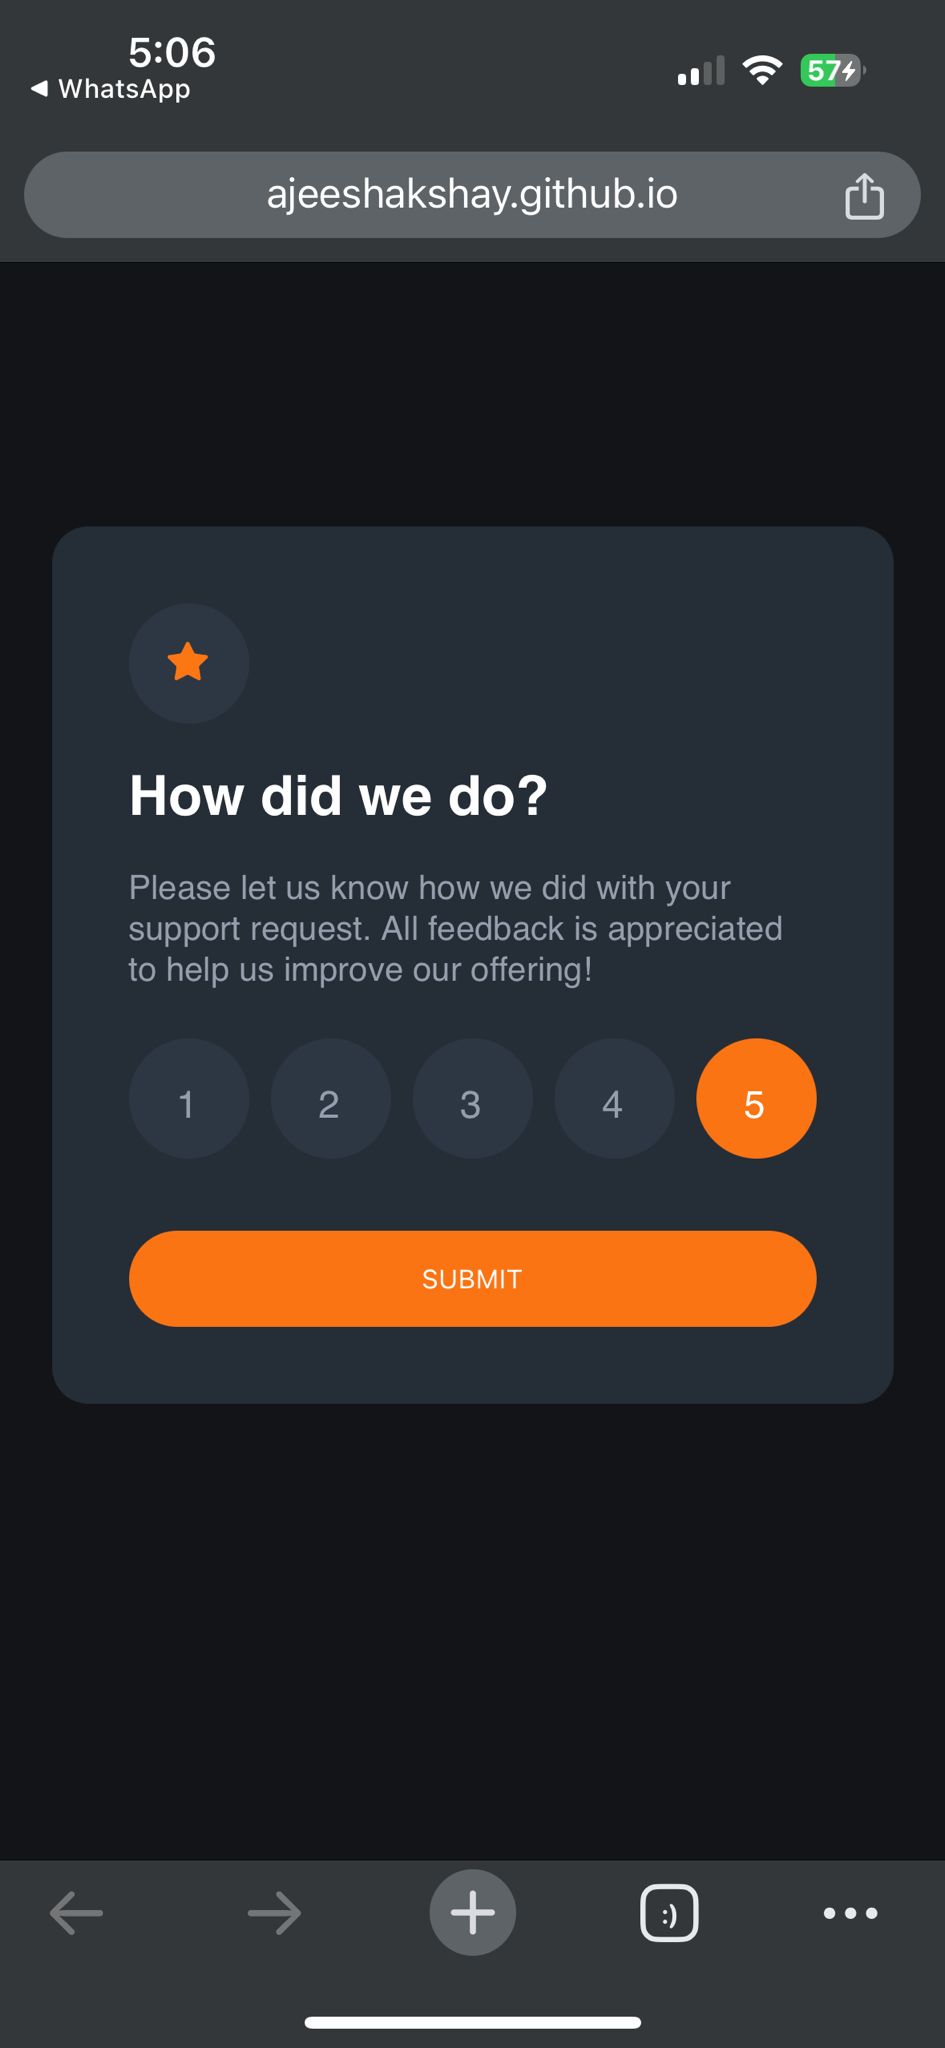 5:06
◀ WhatsApp
57
ajeeshakshay.github.io
How did we do?
Please let us know how we did with your
support request. All feedback is appreciated
to help us improve our offering!
1 2 3 4 5
SUBMIT
:)